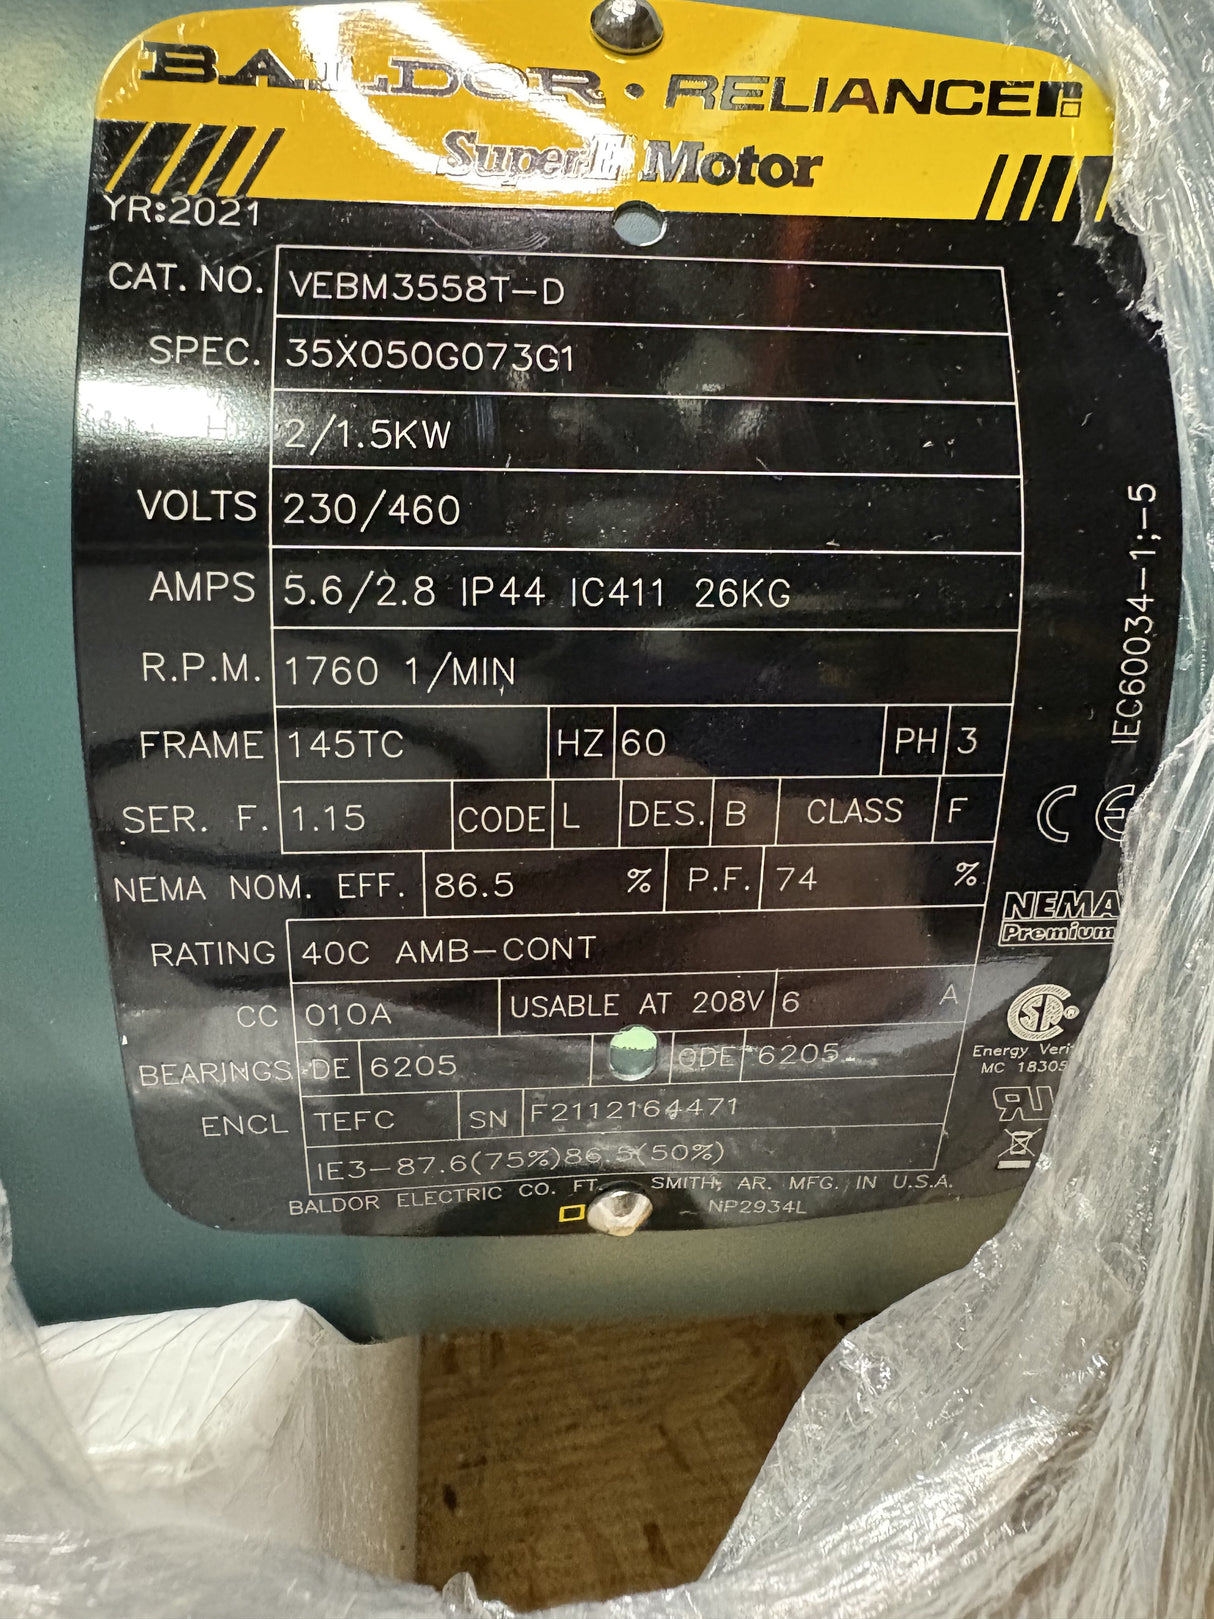 BALDOR • RELIANCER
Super-E Motor
YR:2021
CAT. NO. VEBM3558T-D
SPEC. 35X050G073G1
2/1.5KW
VOLTS 230/460
AMPS 5.6/2.8 IP44 IC411 26KG
R.P.M. 1760 1/MIN
FRAME 145TC HZ 60 PH 3
SER. F. 1.15 CODE L DES. B CLASS F
NEMA NOM. EFF. 86.5 % P.F. 74 %
RATING 40C AMB-CONT
CC 010A USABLE AT 208V 6 A
BEARINGS DE 6205 ODE 6205
ENCL TEFC SN F2112164471
IE3-87.6(75%)86.5(50%)
BALDOR ELECTRIC CO. FT. SMITH, AR. MFG. IN U.S.A.
NP2934L
IEC60034-1;-5
CE
NEMA
Premium
Energy Veri
MC 18305